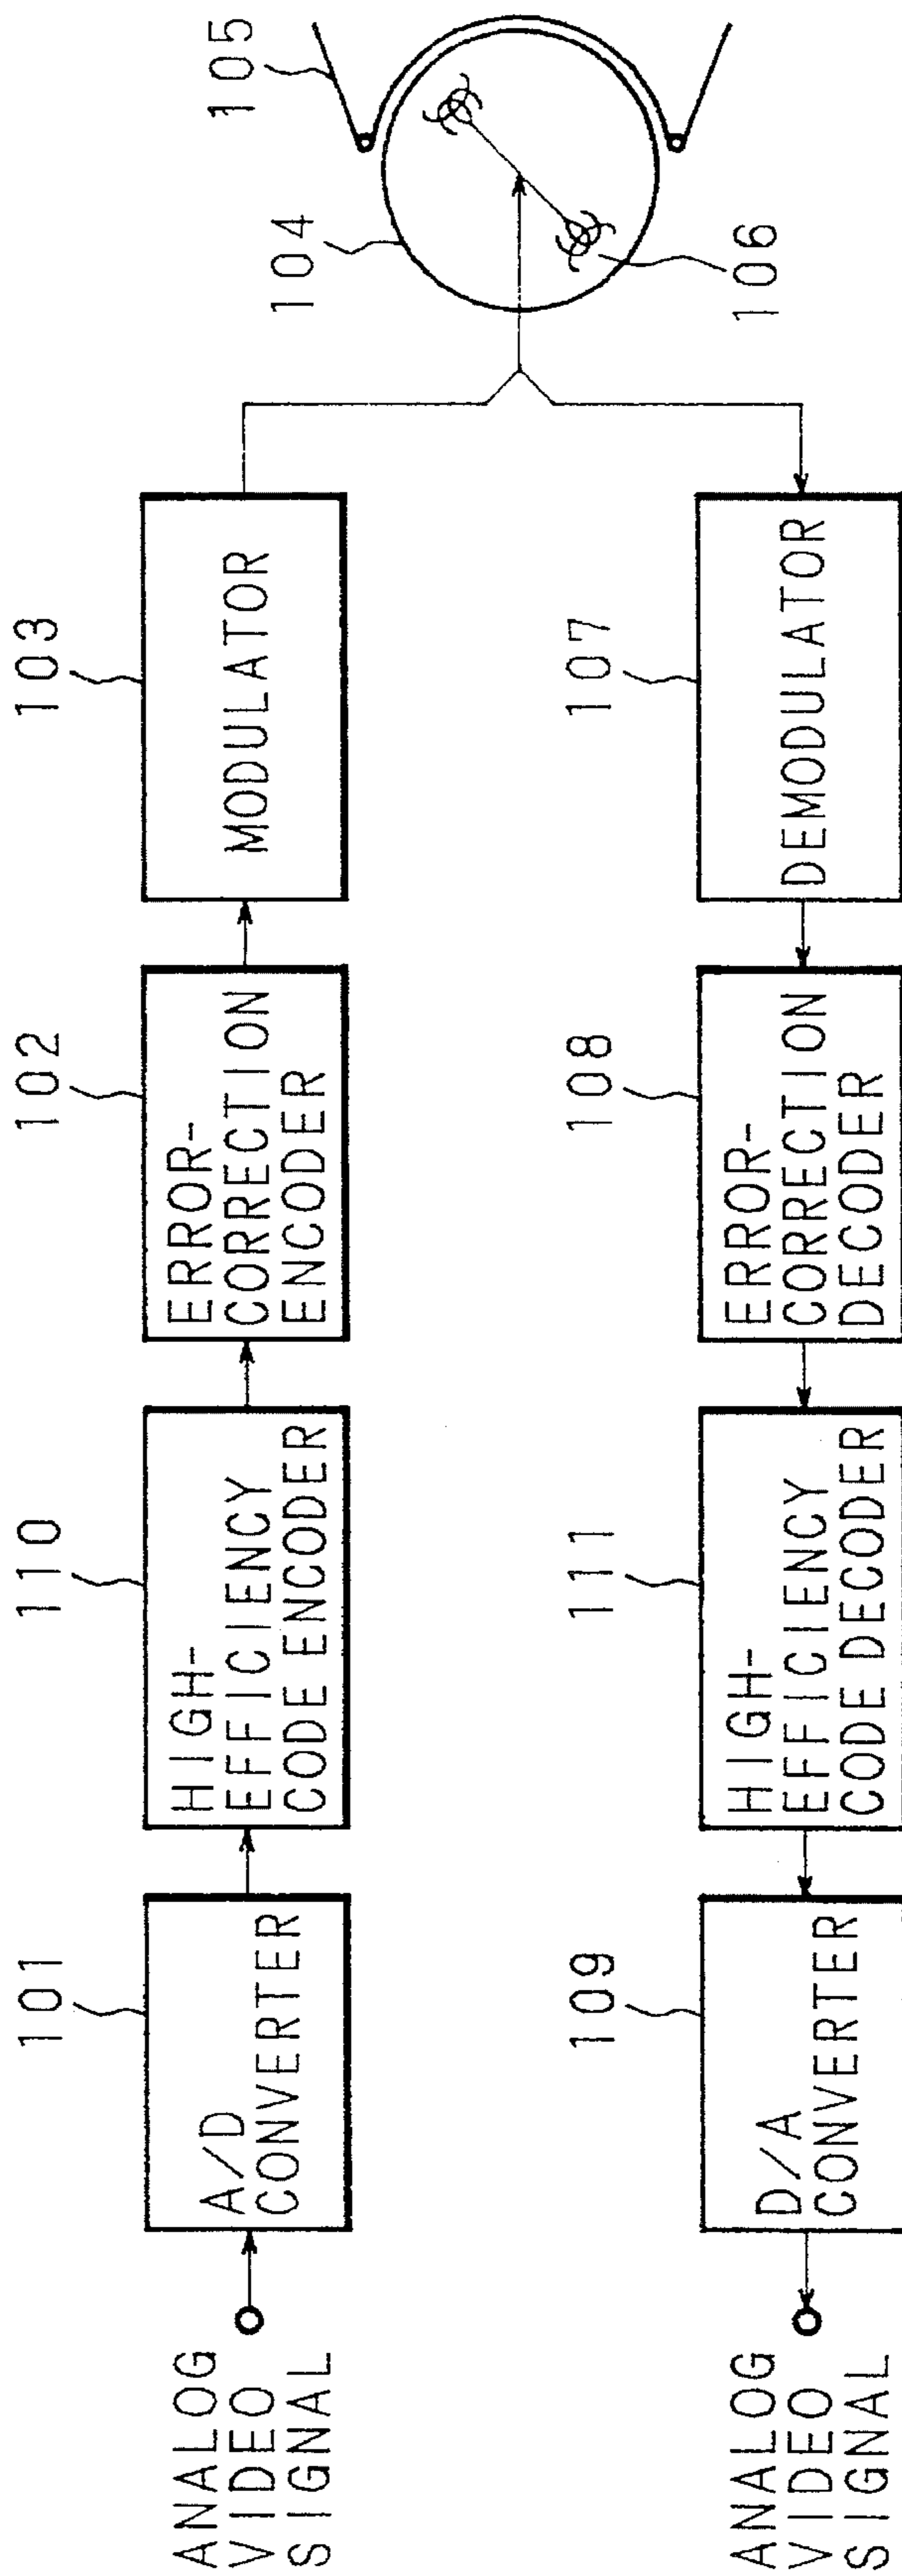 ANALOG
VIDEO
SIGNAL
101
A/D
CONVERTER
110
HIGH-
EFFICIENCY
CODE ENCODER
102
ERROR-
CORRECTION
ENCODER
103
MODULATOR
104
105
106
107
DEMODULATOR
108
ERROR-
CORRECTION
DECODER
111
HIGH-
EFFICIENCY
CODE DECODER
109
D/A
CONVERTER
ANALOG
VIDEO
SIGNAL